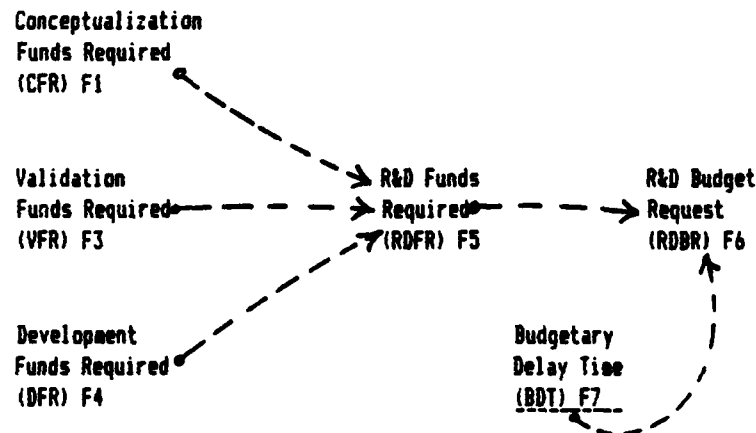 Conceptualization
Funds Required
(CFR) F1
Validation
Funds Required
(VFR) F3
R&D Funds
Required
(RDFR) F5
R&D Budget
Request
(RDBR) F6
Development
Funds Required
(DFR) F4
Budgetary
Delay Time
(BDT) F7